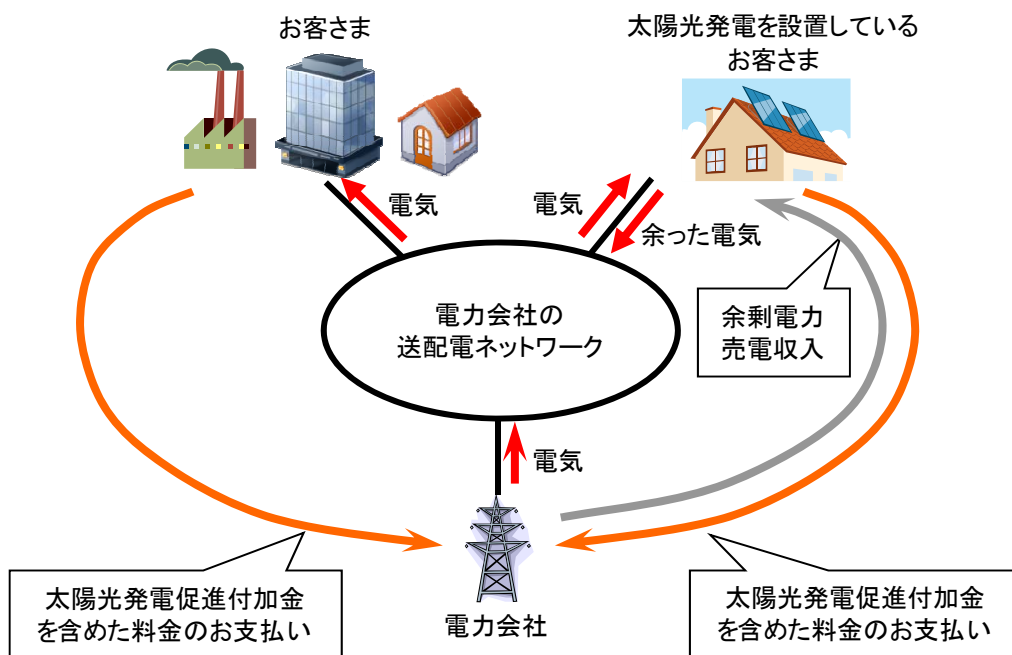 お客さま
太陽光発電を設置している
お客さま
電気
電気
余った電気
電力会社の
送配電ネットワーク
余剰電力
売電収入
電気
太陽光発電促進付加金
を含めた料金のお支払い
電力会社
太陽光発電促進付加金
を含めた料金のお支払い